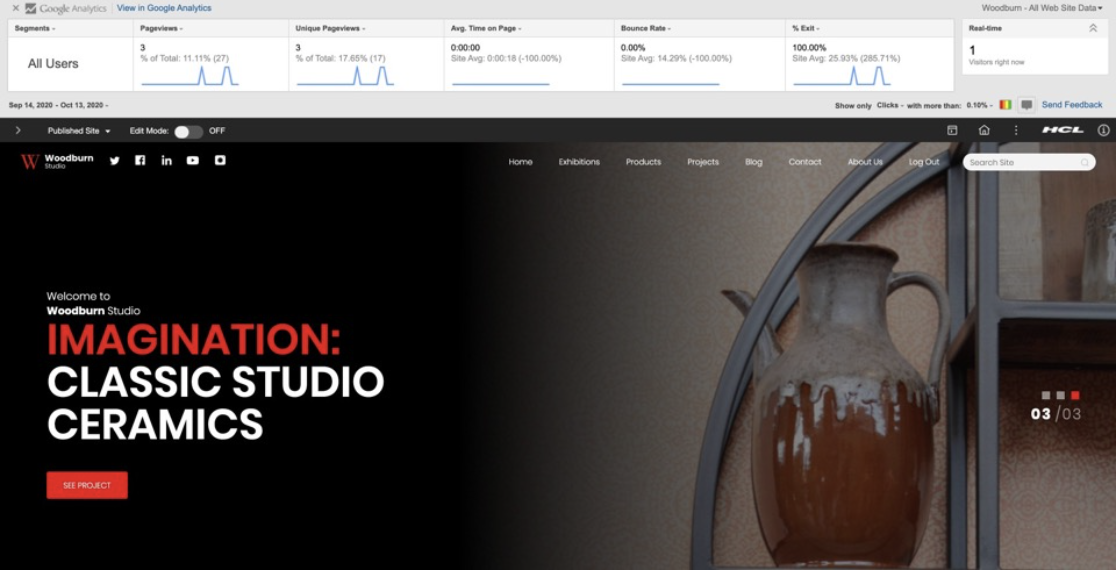 Google Analytics View in Google Analytics Woodburn - All Web Site Data
Segments Pageviews Unique Pageviews Avg. Time on Page Bounce Rate % Exit Real-time
All Users
3
% of Total: 11.11% (27)
3
% of Total: 17.65% (17)
0:00:00
Site Avg: 0:00:18 (-100.00%)
0.00%
Site Avg: 14.29% (-100.00%)
100.00%
Site Avg: 25.93% (285.71%)
1
Visitors right now
Sep 14, 2020 - Oct 13, 2020 Show only Clicks with more than: 0.10% Send Feedback
Published Site Edit Mode: OFF HCL
Woodburn
Studio
Home Exhibitions Products Projects Blog Contact About Us Log Out Search Site
Welcome to
Woodburn Studio
IMAGINATION:
CLASSIC STUDIO
CERAMICS
SEE PROJECT
03/03